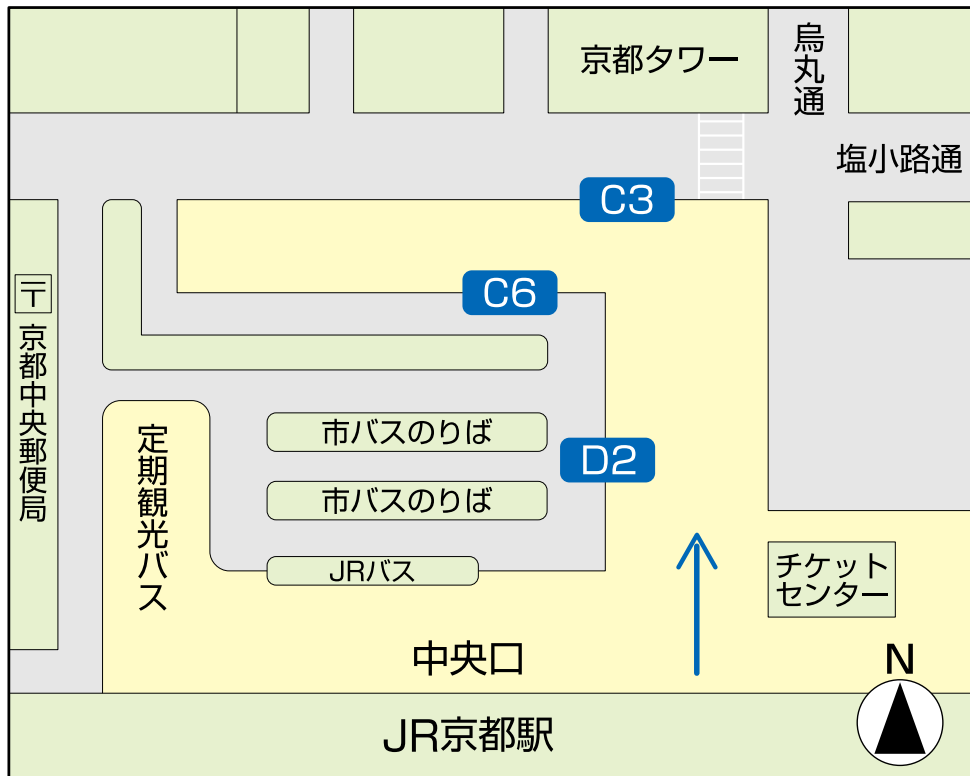 京都タワー
烏丸通
塩小路通
C3
C6
〒
京都中央郵便局
定期観光バス
市バスのりば
D2
市バスのりば
JRバス
チケット
センター
中央口
N
JR京都駅